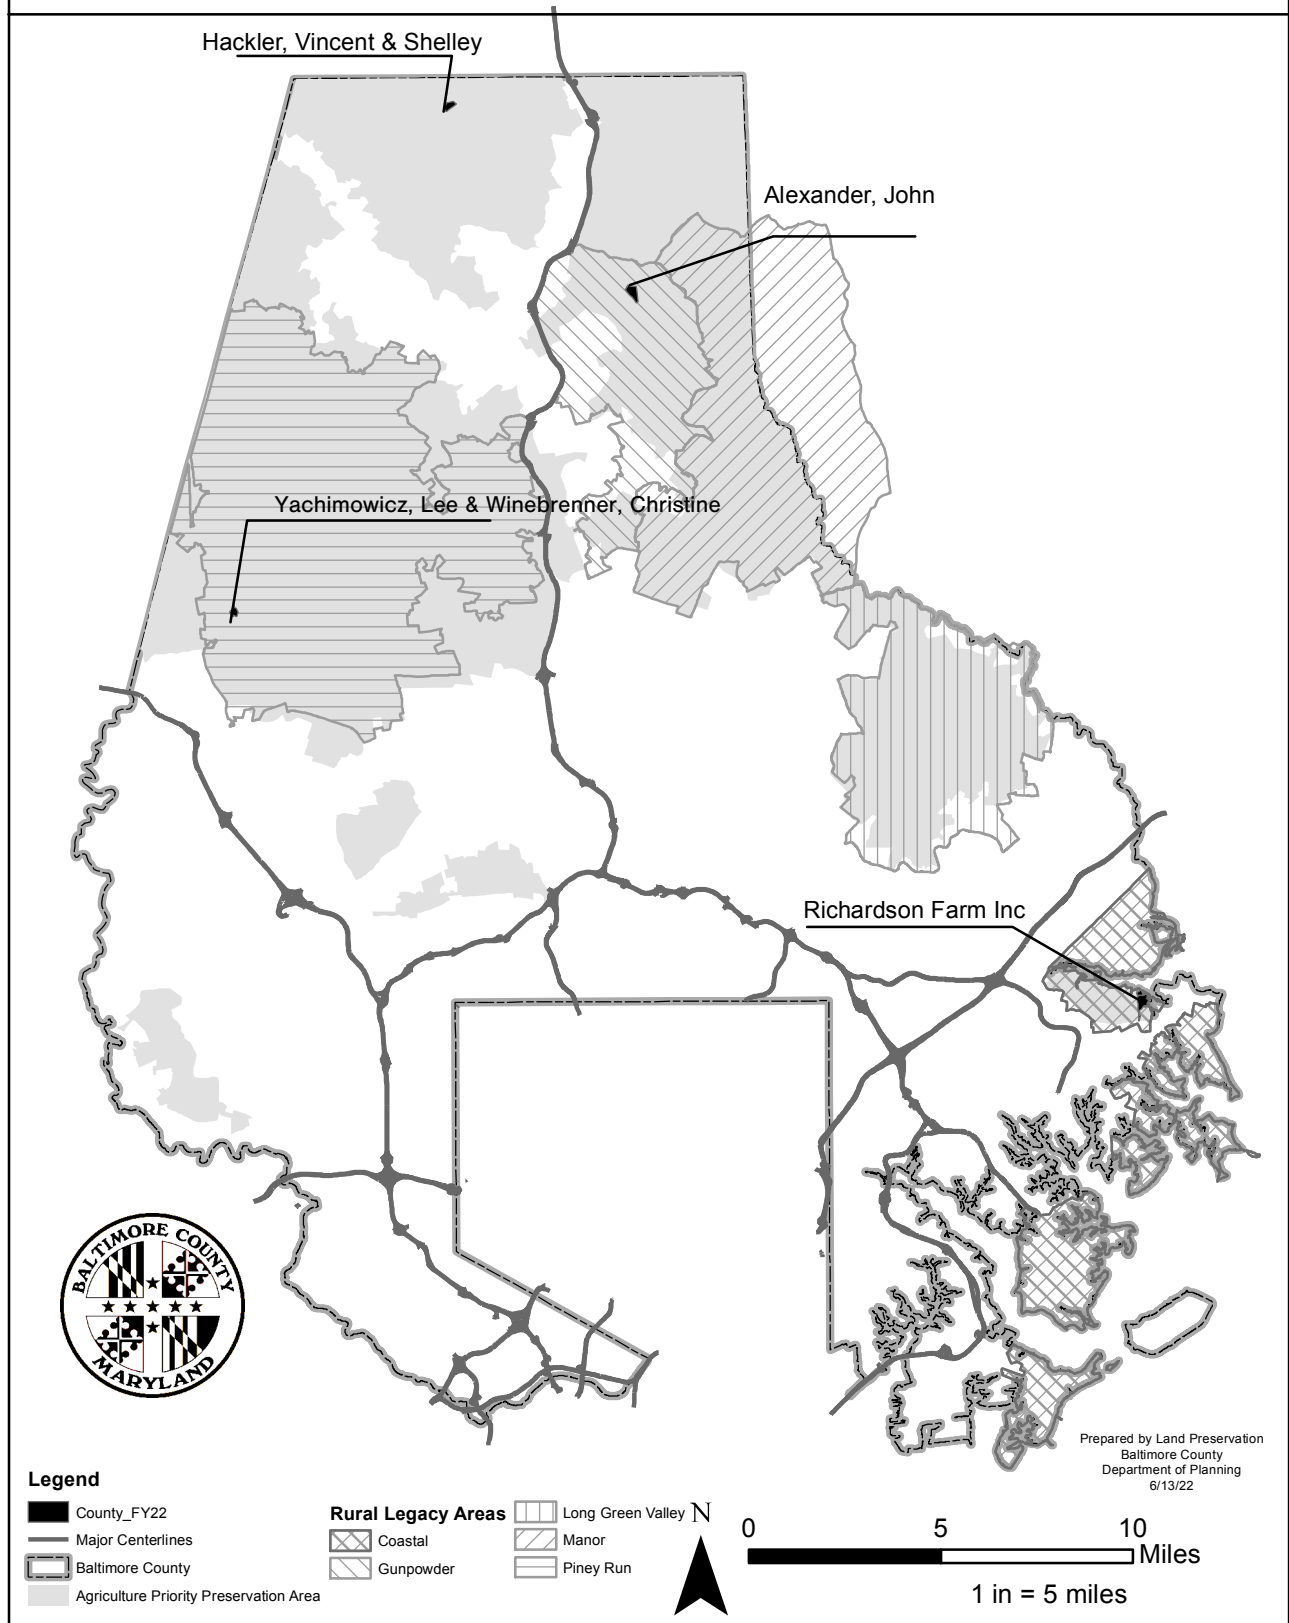 Hackler, Vincent & Shelley
Alexander, John
Yachimowicz, Lee & Winebrenner, Christine
Richardson Farm Inc
BALTIMORE COUNTY
MARYLAND
Prepared by Land Preservation
Baltimore County
Department of Planning
6/13/22
Legend
County_FY22
Major Centerlines
Baltimore County
Agriculture Priority Preservation Area
Rural Legacy Areas
Coastal
Gunpowder
Long Green Valley
Manor
Piney Run
N
0 5 10
Miles
1 in = 5 miles